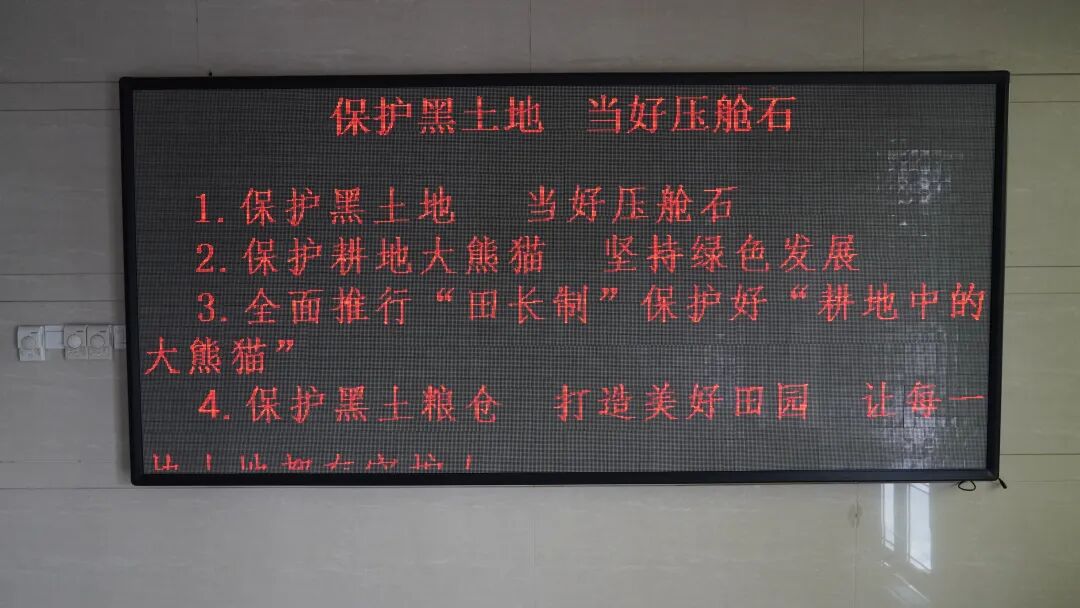 保护黑土地 当好压舱石
1.保护黑土地 当好压舱石
2.保护耕地大熊猫 坚持绿色发展
3.全面推行“田长制”保护好“耕地中的
大熊猫”
4.保护黑土粮仓 打造美好田园 让每一